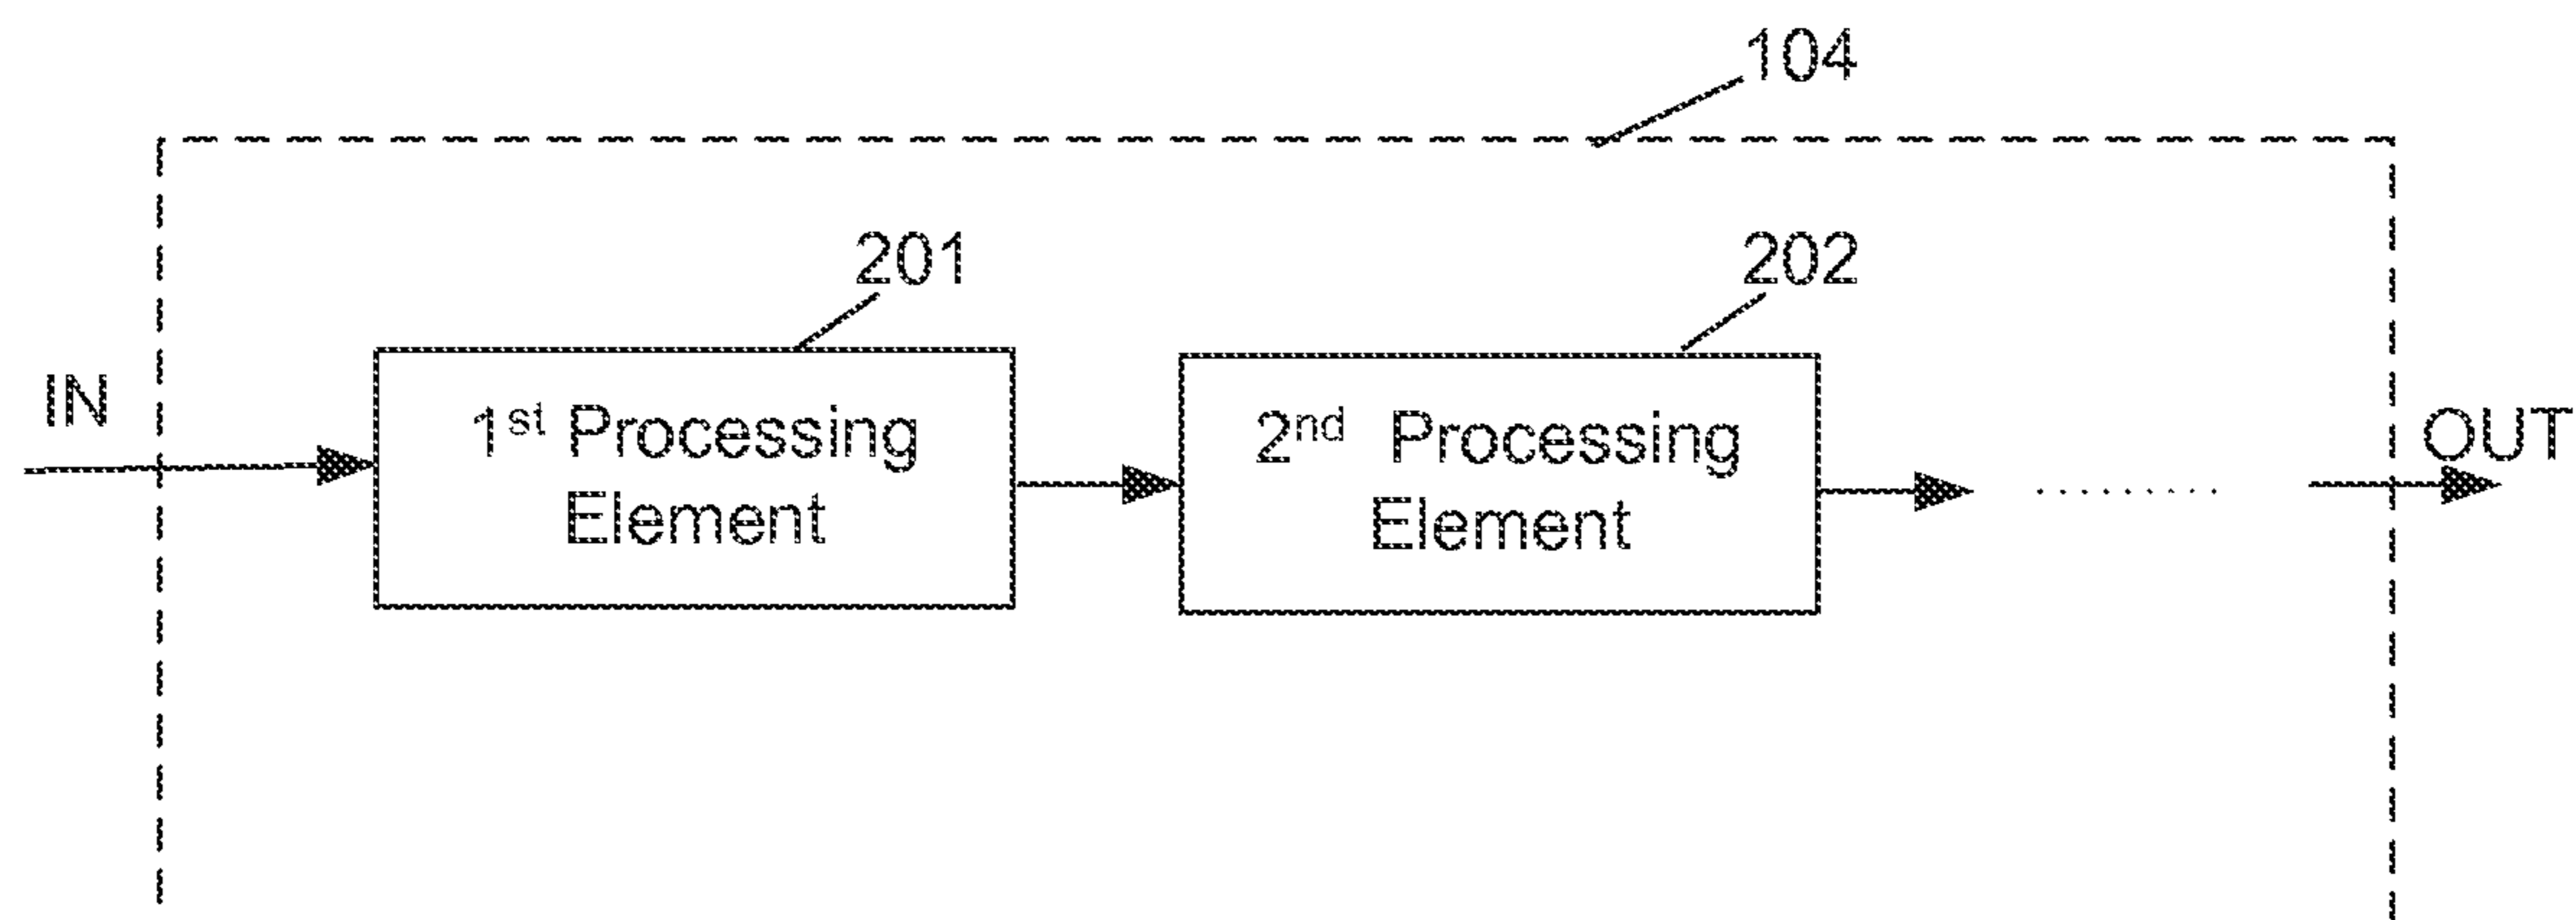 104
201
202
IN
1st Processing
Element
2nd Processing
Element
OUT